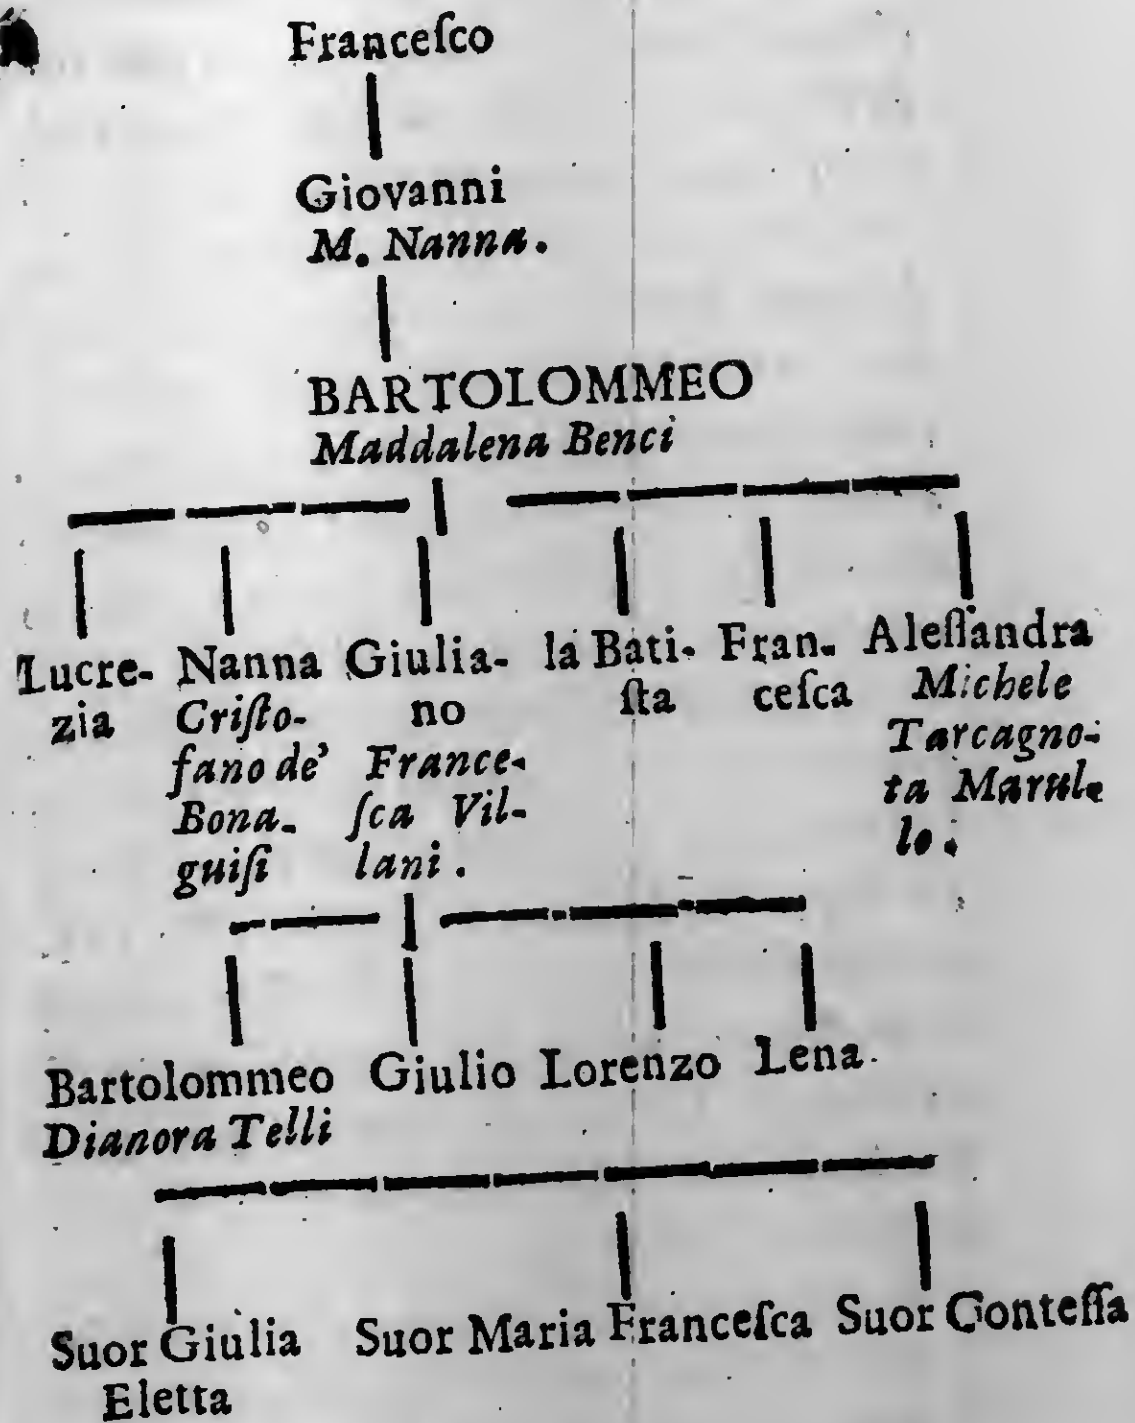 Franceſco
Giovanni
M. Nanna.
BARTOLOMMEO
Maddalena Benci
Lucre- Nanna Giulia- la Bati- Fran- Aleſſandra
zia Criſto- no ſta ceſca Michele
fano de' France- Tarcagno-
Bona- ſca Vil- ta Marul-
guiſi lani. lo.
Bartolommeo Giulio Lorenzo Lena
Dianora Telli
Suor Giulia Suor Maria Franceſca Suor Conteſſa
Eletta